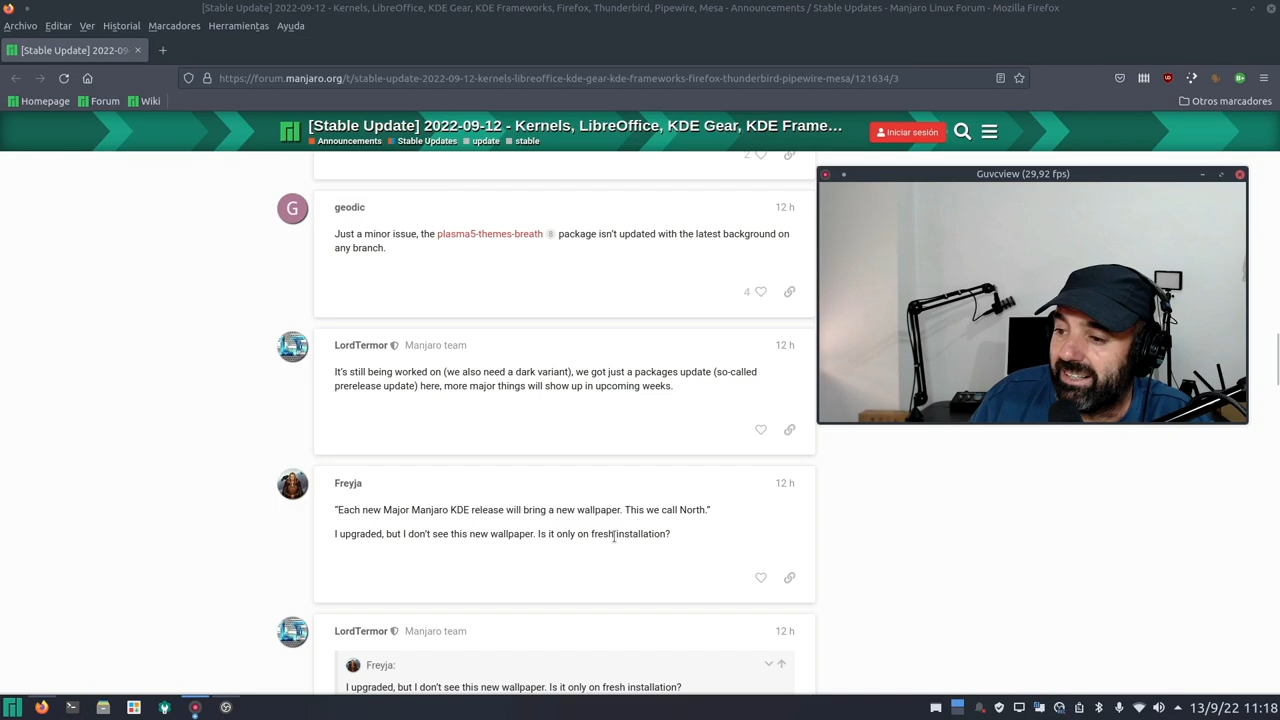 [Stable Update] 2022-09-12 - Kernels, LibreOffice, KDE Gear, KDE Frameworks, Firefox, Thunderbird, Pipewire, Mesa - Announcements / Stable Updates - Manjaro Linux Forum - Mozilla Firefox
Archivo Editar Ver Historial Marcadores Herramientas Ayuda
[Stable Update] 2022-09-
https://forum.manjaro.org/t/stable-update-2022-09-12-kernels-libreoffice-kde-gear-kde-frameworks-firefox-thunderbird-pipewire-mesa/121634/3
Homepage Forum Wiki Otros marcadores
[Stable Update] 2022-09-12 - Kernels, LibreOffice, KDE Gear, KDE Frame…
Announcements Stable Updates update stable
Iniciar sesión
2
Guvcview (29,92 fps)
G
geodic 12 h
Just a minor issue, the plasma5-themes-breath 8 package isn’t updated with the latest background on
any branch.
4
LordTermor Manjaro team 12 h
It’s still being worked on (we also need a dark variant), we got just a packages update (so-called
prerelease update) here, more major things will show up in upcoming weeks.
Freyja 12 h
“Each new Major Manjaro KDE release will bring a new wallpaper. This we call North.”
I upgraded, but I don’t see this new wallpaper. Is it only on fresh installation?
LordTermor Manjaro team 12 h
Freyja:
I upgraded, but I don’t see this new wallpaper. Is it only on fresh installation?
13/9/22 11:18